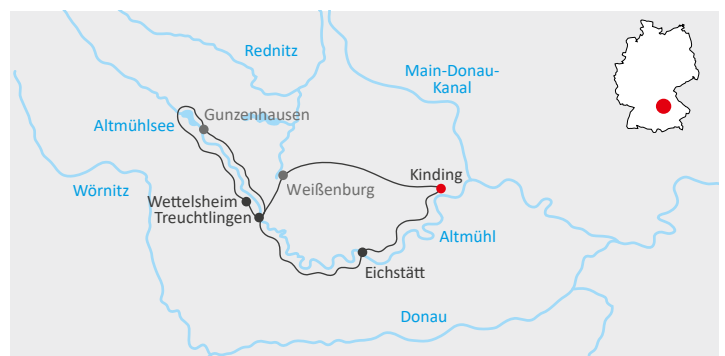 Rednitz
Main-Donau-
Kanal
Gunzenhausen
Altmühlsee
Kinding
Wörnitz
Weißenburg
Wettelsheim
Treuchtlingen
Altmühl
Eichstätt
Donau